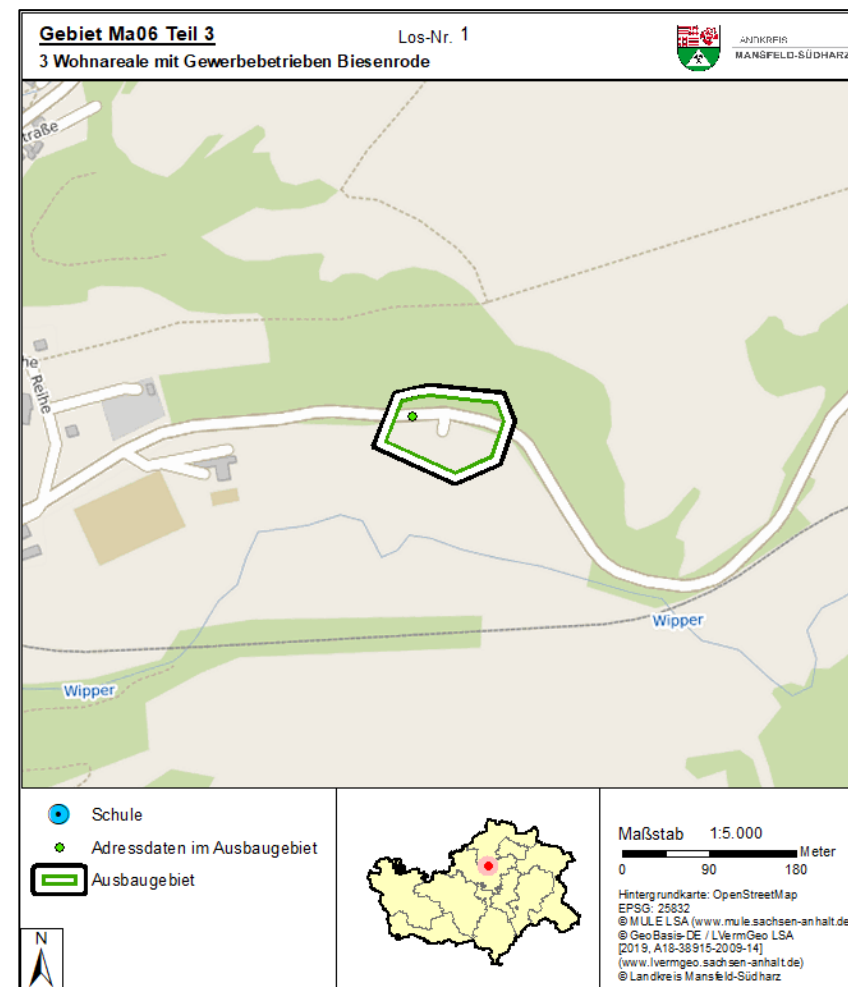 Gebiet Ma06 Teil 3
Los-Nr. 1
3 Wohnareale mit Gewerbebetrieben Biesenrode
ANDKREIS
MANSFELD-SÜDHARZ
traße
he Reihe
Wipper
Wipper
Schule
Adressdaten im Ausbaugebiet
Ausbaugebiet
N
Maßstab 1:5.000
Meter
0 90 180
Hintergrundkarte: OpenStreetMap
EPSG: 25832
© MULE LSA (www.mule.sachsen-anhalt.de
© GeoBasis-DE / LVermGeo LSA
[2019, A18-38915-2009-14]
(www.lvermgeo.sachsen-anhalt.de)
© Landkreis Mansfeld-Südharz